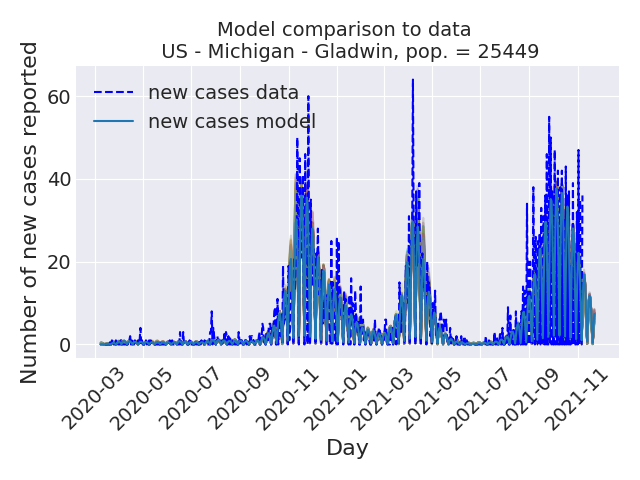 Model comparison to data
US - Michigan - Gladwin, pop. = 25449
Number of new cases reported
60
40
20
0
new cases data
new cases model
2020-03
2020-05
2020-07
2020-09
2020-11
2021-01
2021-03
2021-05
2021-07
2021-09
2021-11
Day